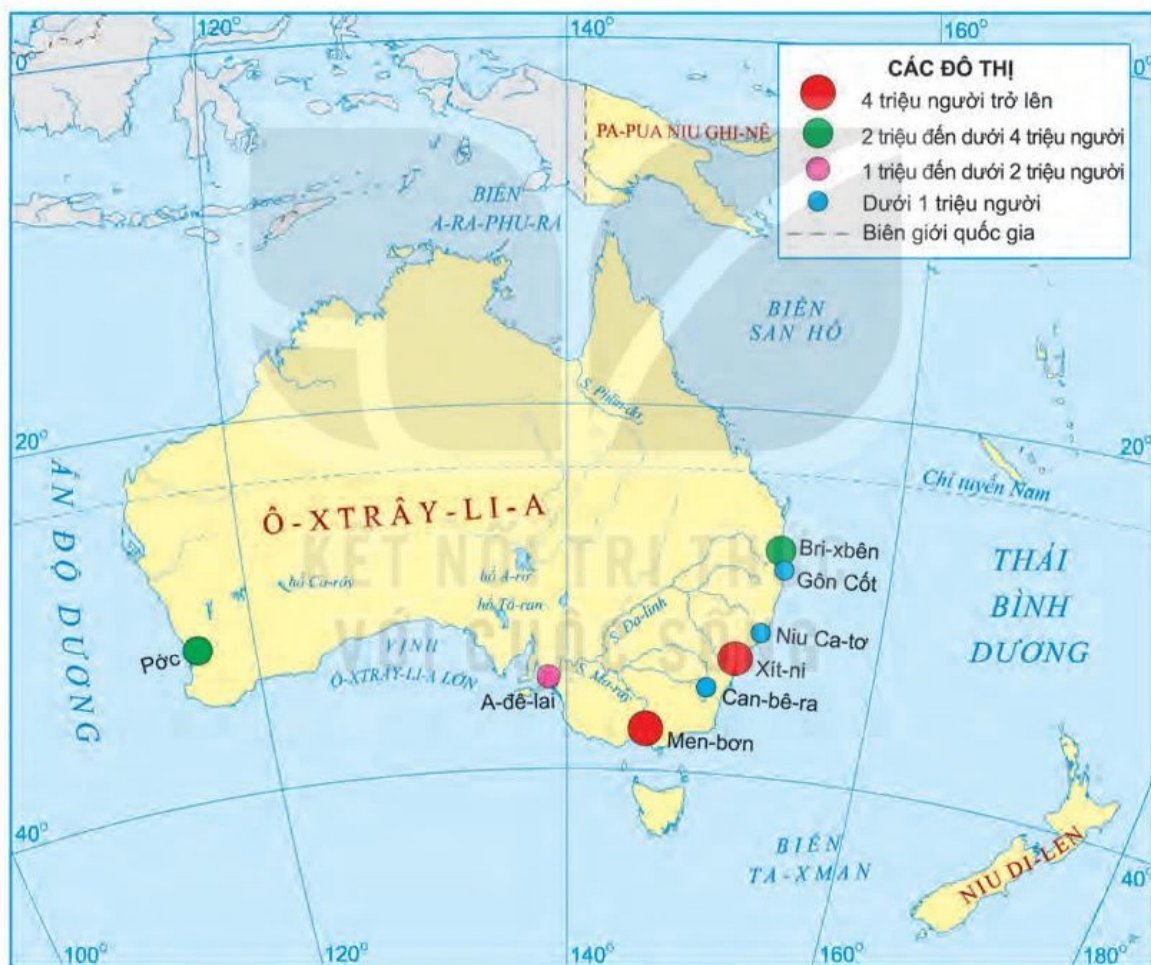 120°
140°
160°
0°
0°
CÁC ĐÔ THỊ
4 triệu người trở lên
2 triệu đến dưới 4 triệu người
1 triệu đến dưới 2 triệu người
Dưới 1 triệu người
Biên giới quốc gia
PA-PUA NIU GHI-NÊ
BIỂN
A-RA-PHU-RA
BIỂN
SAN HÔ
S. Phlin-đơ
20°
20°
Chí tuyến Nam
ẤN ĐỘ DƯƠNG
Ô-XTRÂY-LI-A
KẾT NỐI TRI THỨC
VỚI CUỘC SỐNG
Bri-xbên
Gôn Cốt
THÁI
BÌNH
DƯƠNG
hồ Ca-rây
hồ Á-rơ
hồ Tô-ran
S. Đa-linh
Niu Ca-tơ
Pớc
VỊNH
Ô-XTRÂY-LI-A LỚN
Xít-ni
A-đê-lai
S. Mơ-rây
Can-bê-ra
Men-bơn
40°
BIỂN
TA-XMAN
NIU DI-LEN
40°
100°
120°
140°
160°
180°